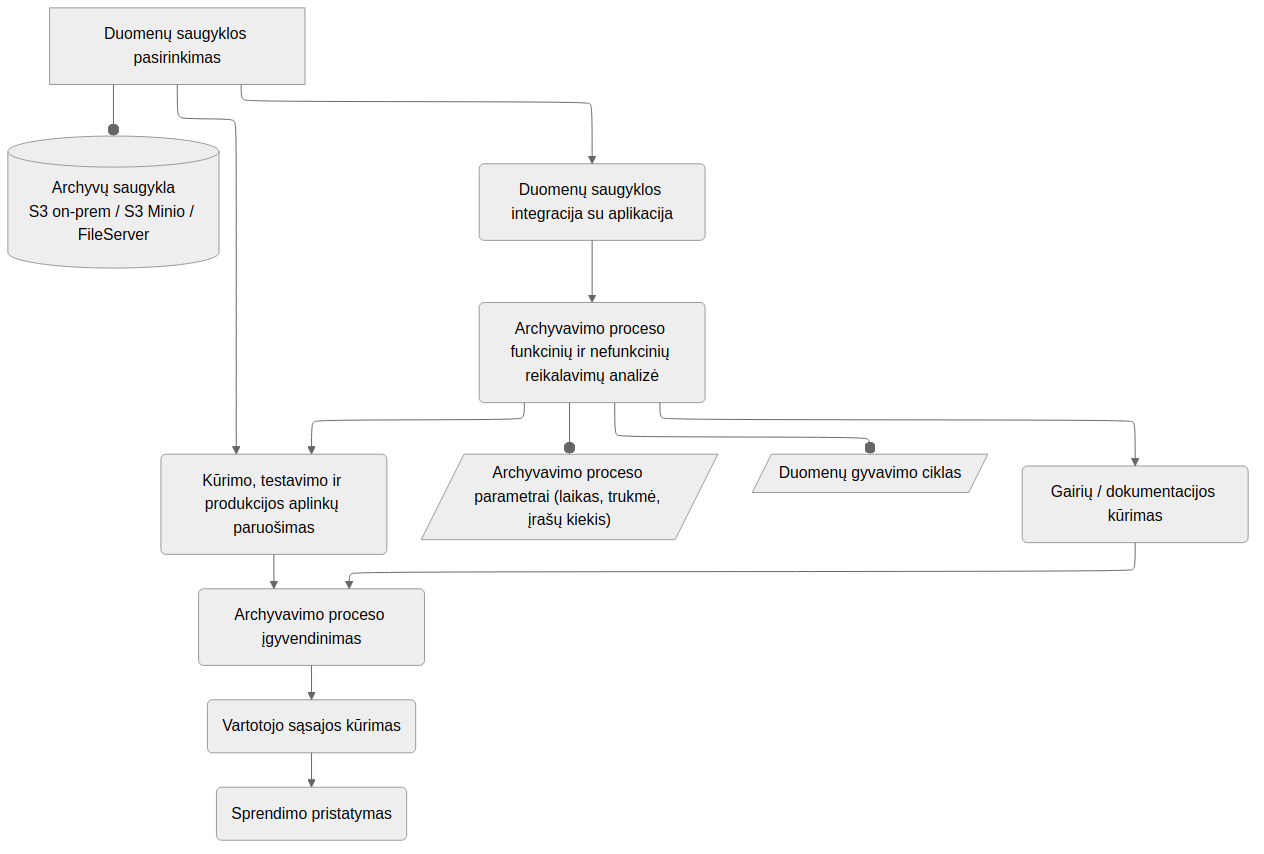 Duomenų saugyklos
pasirinkimas
Archyvų saugykla
S3 on-prem / S3 Minio /
FileServer
Duomenų saugyklos
integracija su aplikacija
Archyvavimo proceso
funkcinių ir nefunkcinių
reikalavimų analizė
Kūrimo, testavimo ir
produkcijos aplinkų
paruošimas
Archyvavimo proceso
parametrai (laikas, trukmė,
įrašų kiekis)
Duomenų gyvavimo ciklas
Gairių / dokumentacijos
kūrimas
Archyvavimo proceso
įgyvendinimas
Vartotojo sąsajos kūrimas
Sprendimo pristatymas